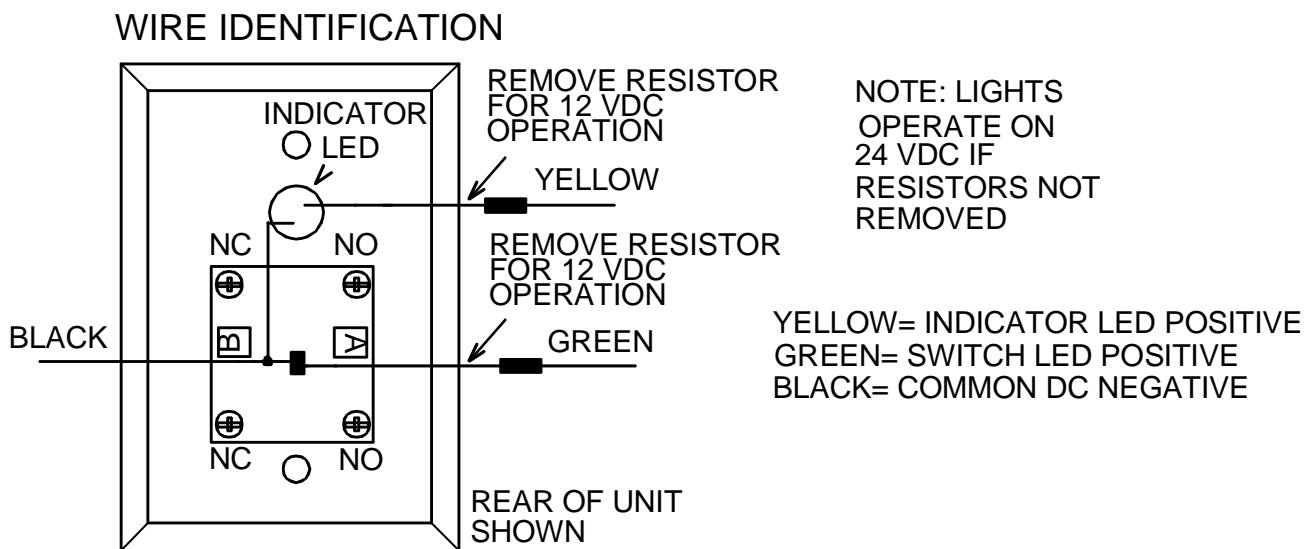 WIRE IDENTIFICATION
INDICATOR
LED
REMOVE RESISTOR
FOR 12 VDC
OPERATION
YELLOW
NOTE: LIGHTS
OPERATE ON
24 VDC IF
RESISTORS NOT
REMOVED
NC
NO
REMOVE RESISTOR
FOR 12 VDC
OPERATION
BLACK
B
A
GREEN
YELLOW= INDICATOR LED POSITIVE
GREEN= SWITCH LED POSITIVE
BLACK= COMMON DC NEGATIVE
NC
NO
REAR OF UNIT
SHOWN